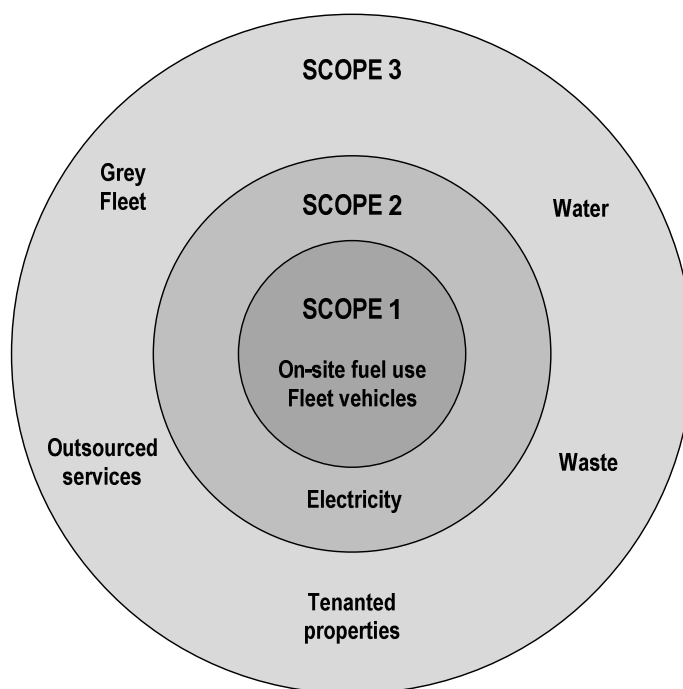 SCOPE 3
Grey
Fleet
SCOPE 2
Water
SCOPE 1
On-site fuel use
Fleet vehicles
Outsourced
services
Waste
Electricity
Tenanted
properties